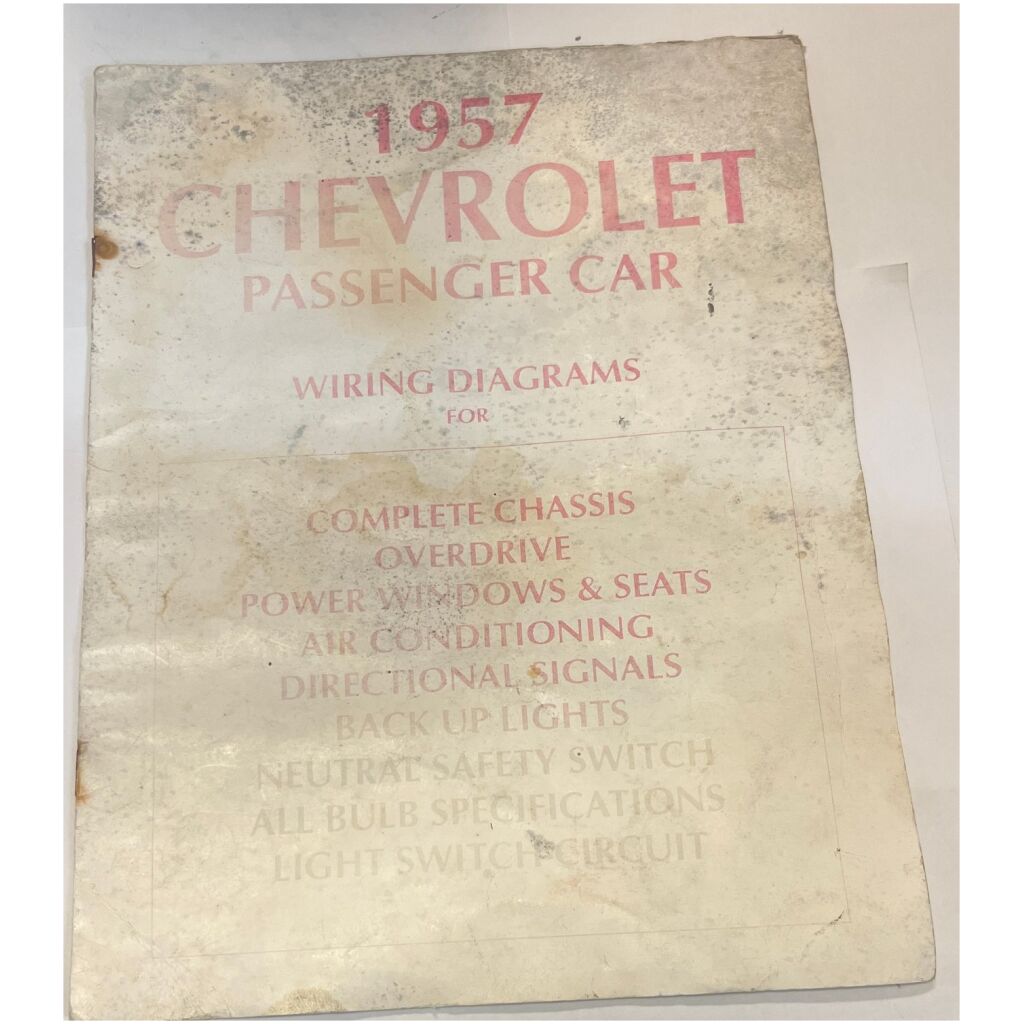 1957
CHEVROLET
PASSENGER CAR
WIRING DIAGRAMS
FOR
COMPLETE CHASSIS
OVERDRIVE
POWER WINDOWS & SEATS
AIR CONDITIONING
DIRECTIONAL SIGNALS
BACK UP LIGHTS
NEUTRAL SAFETY SWITCH
ALL BULB SPECIFICATIONS
LIGHT SWITCH CIRCUIT